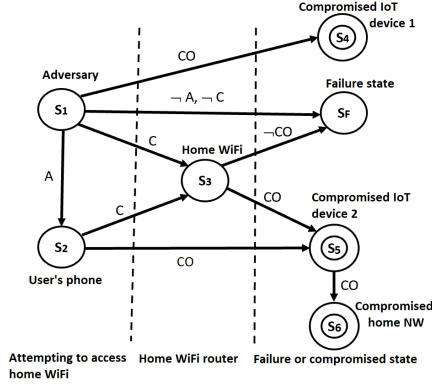 Compromised IoT
device 1
S4
CO
Adversary
Failure state
S1
¬ A, ¬ C
SF
C
Home WiFi
¬CO
A
S3
C
CO
Compromised IoT
device 2
S2
S5
CO
User's phone
CO
Compromised
home NW
S6
Attempting to access
home WiFi
Home WiFi router
Failure or compromised state